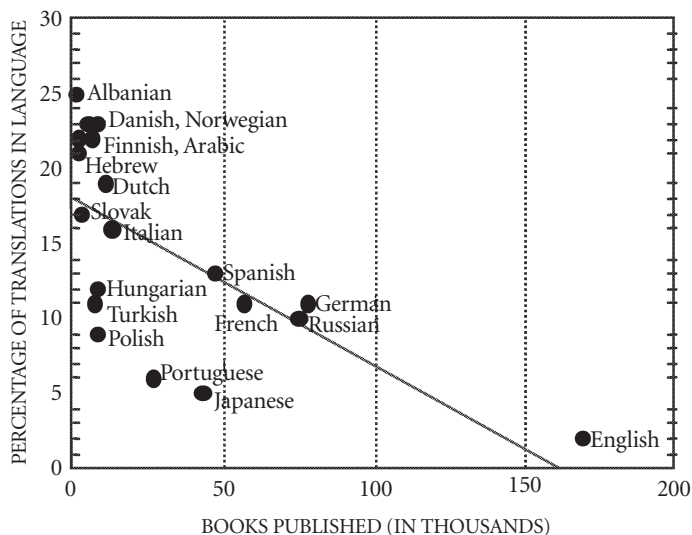 PERCENTAGE OF TRANSLATIONS IN LANGUAGE
30
25
20
15
10
5
0
Albanian
Danish, Norwegian
Finnish, Arabic
Hebrew
Dutch
Slovak
Italian
Spanish
Hungarian
German
Turkish
French
Russian
Polish
Portuguese
Japanese
English
0
50
100
150
200
BOOKS PUBLISHED (IN THOUSANDS)